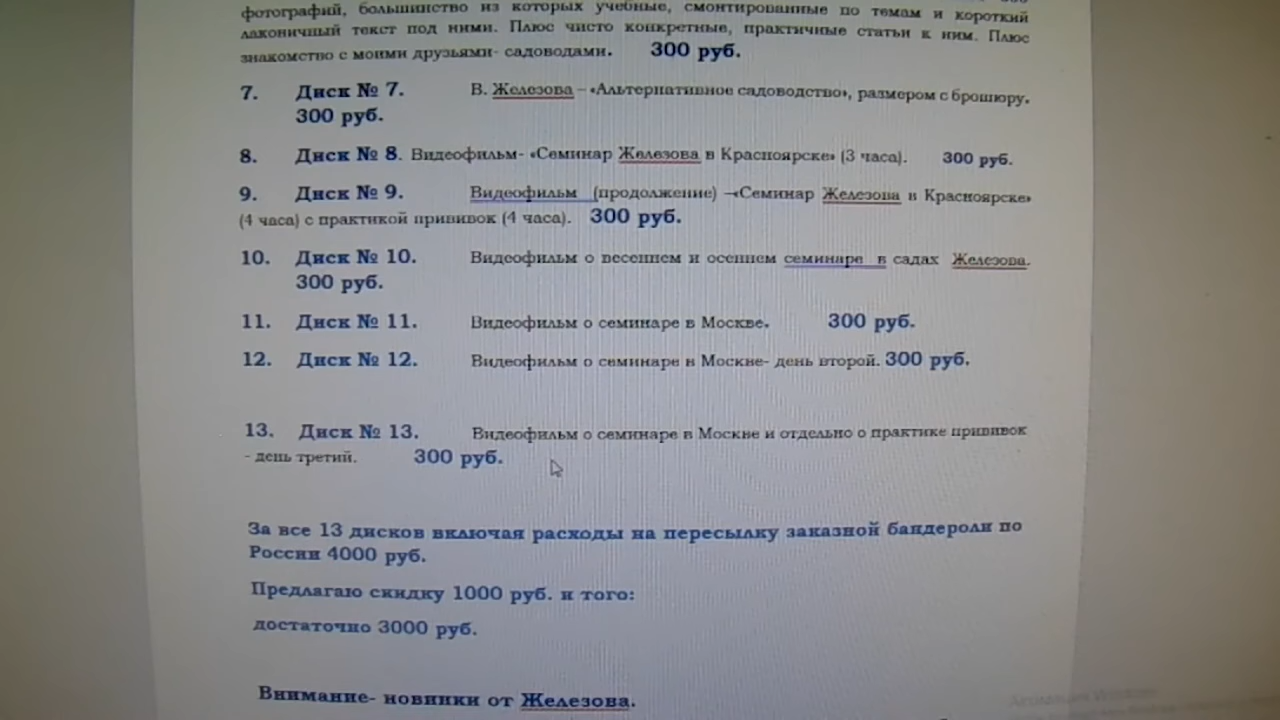 фотографий, большинство из которых учебные, смонтированные по темам и короткий
лаконичный текст под ними. Плюс чисто конкретные, практичные статьи к ним. Плюс
знакомство с моими друзьями- садоводами. 300 руб.
7. Диск № 7. В. Железова – «Альтернативное садоводство», размером с брошюру.
300 руб.
8. Диск № 8. Видеофильм- «Семинар Железова в Красноярске» (3 часа). 300 руб.
9. Диск № 9. Видеофильм (продолжение) –«Семинар Железова в Красноярске»
(4 часа) с практикой прививок (4 часа). 300 руб.
10. Диск № 10. Видеофильм о весеннем и осеннем семинаре в садах Железова.
300 руб.
11. Диск № 11. Видеофильм о семинаре в Москве. 300 руб.
12. Диск № 12. Видеофильм о семинаре в Москве- день второй. 300 руб.
13. Диск № 13. Видеофильм о семинаре в Москве и отдельно о практике прививок
- день третий. 300 руб.
За все 13 дисков включая расходы на пересылку заказной бандероли по
России 4000 руб.
Предлагаю скидку 1000 руб. и того:
достаточно 3000 руб.
Внимание- новинки от Железова.